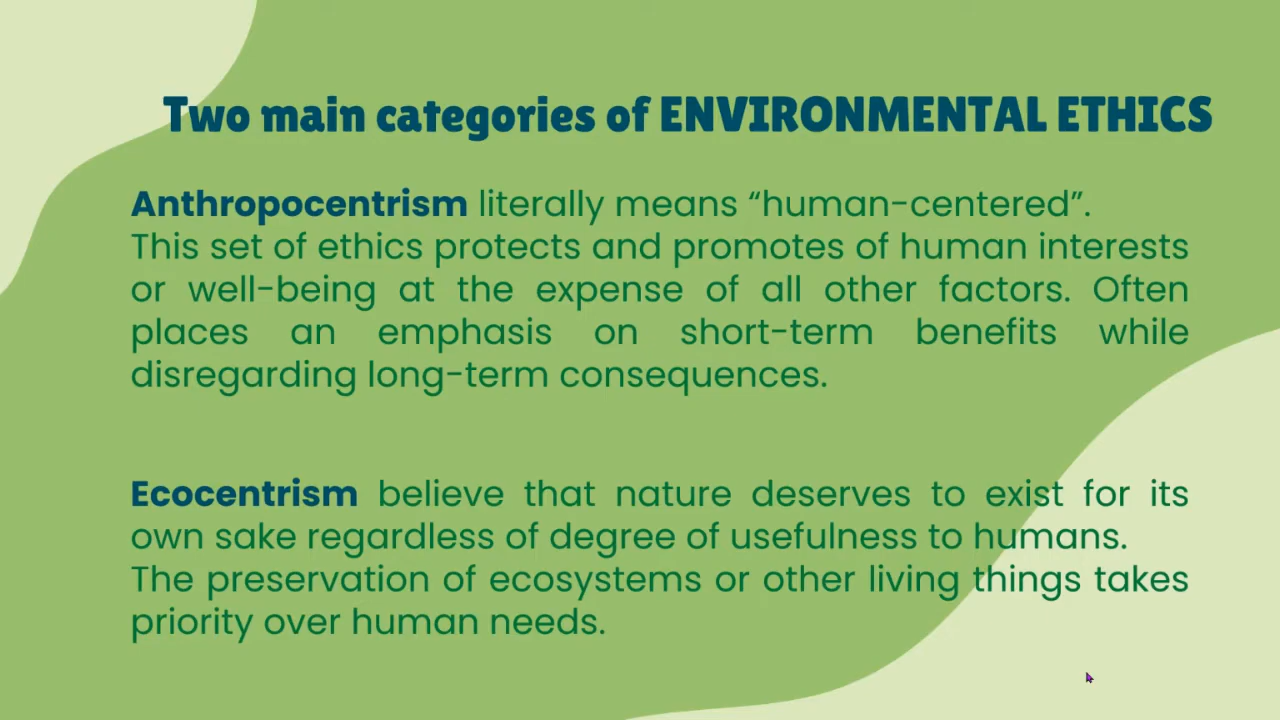 Two main categories of ENVIRONMENTAL ETHICS
Anthropocentrism literally means “human-centered”.
This set of ethics protects and promotes of human interests
or well-being at the expense of all other factors. Often
places an emphasis on short-term benefits while
disregarding long-term consequences.
Ecocentrism believe that nature deserves to exist for its
own sake regardless of degree of usefulness to humans.
The preservation of ecosystems or other living things takes
priority over human needs.